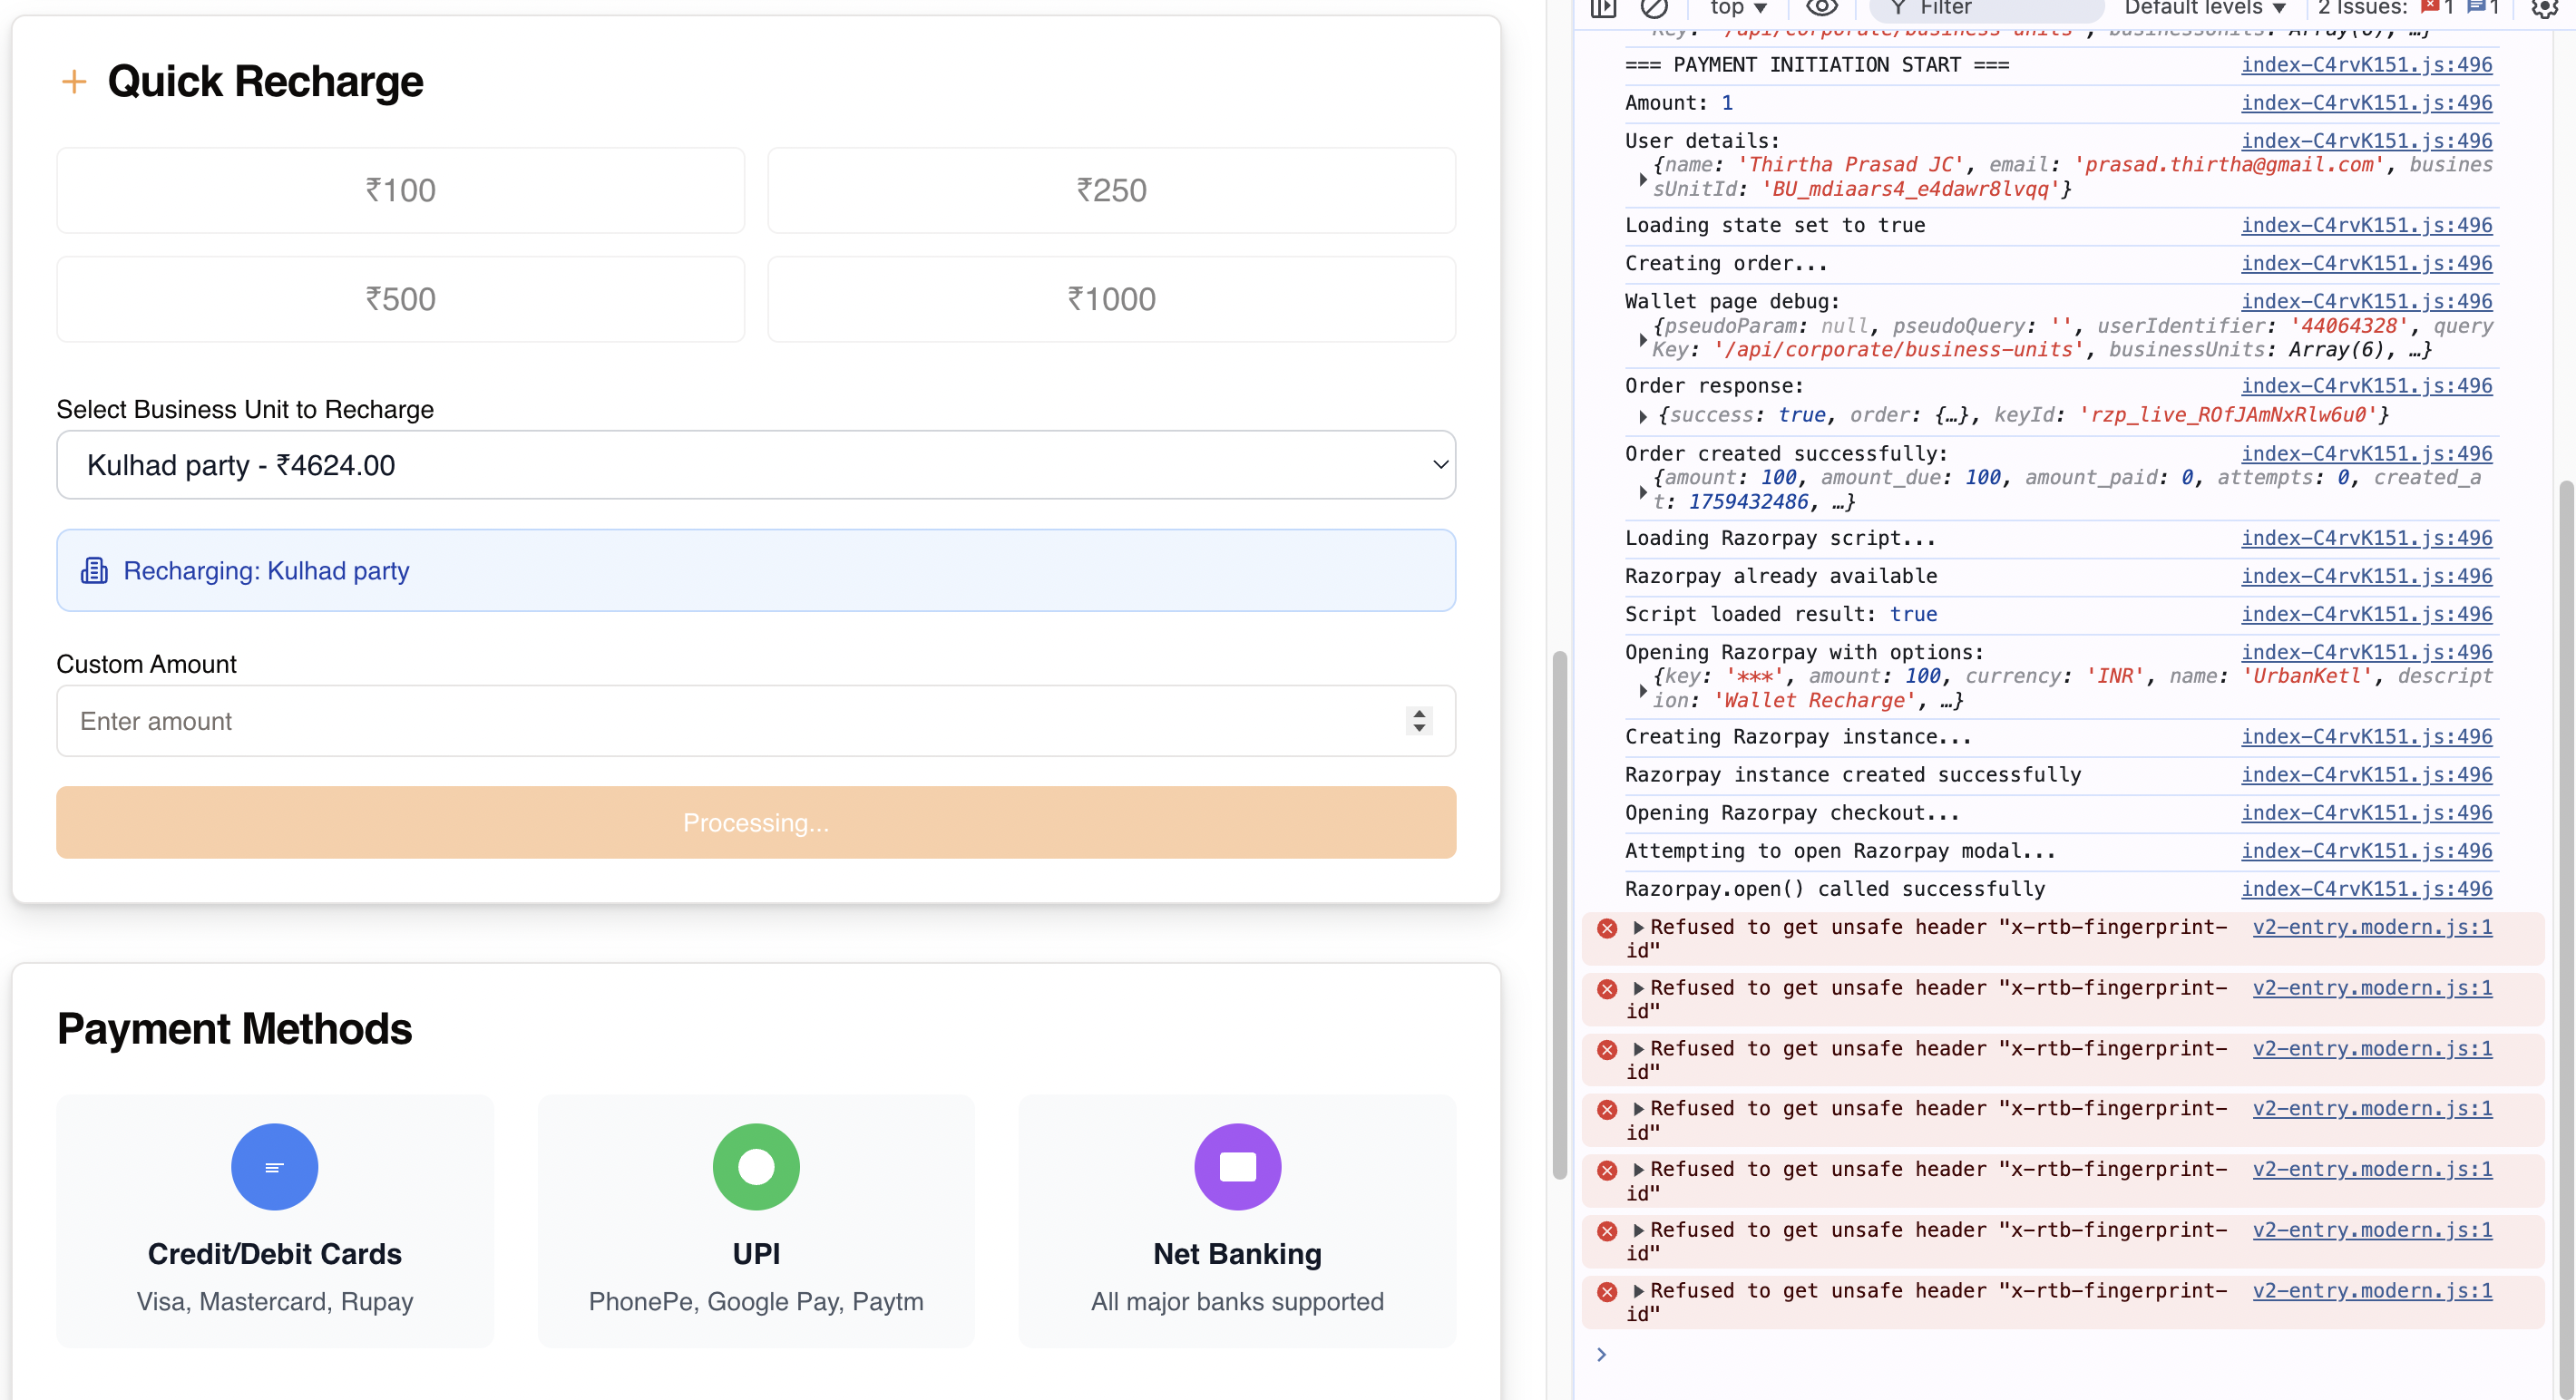 Quick Recharge
₹100
₹250
₹500
₹1000
Select Business Unit to Recharge
Kulhad party - ₹4624.00
Recharging: Kulhad party
Custom Amount
Enter amount
Processing...
Payment Methods
Credit/Debit Cards
Visa, Mastercard, Rupay
UPI
PhonePe, Google Pay, Paytm
Net Banking
All major banks supported
top
Filter
Default levels
2 Issues: 1 1
Key: '/api/corporate/business-units', businessUnits: Array(6), …}
=== PAYMENT INITIATION START === index-C4rvK151.js:496
Amount: 1 index-C4rvK151.js:496
User details: index-C4rvK151.js:496
{name: 'Thirtha Prasad JC', email: 'prasad.thirtha@gmail.com', busines
sUnitId: 'BU_mdiaars4_e4dawr8lvqq'}
Loading state set to true index-C4rvK151.js:496
Creating order... index-C4rvK151.js:496
Wallet page debug: index-C4rvK151.js:496
{pseudoParam: null, pseudoQuery: '', userIdentifier: '44064328', query
Key: '/api/corporate/business-units', businessUnits: Array(6), …}
Order response: index-C4rvK151.js:496
{success: true, order: {…}, keyId: 'rzp_live_ROfJAmNxRlw6u0'}
Order created successfully: index-C4rvK151.js:496
{amount: 100, amount_due: 100, amount_paid: 0, attempts: 0, created_a
t: 1759432486, …}
Loading Razorpay script... index-C4rvK151.js:496
Razorpay already available index-C4rvK151.js:496
Script loaded result: true index-C4rvK151.js:496
Opening Razorpay with options: index-C4rvK151.js:496
{key: '***', amount: 100, currency: 'INR', name: 'UrbanKetl', descript
ion: 'Wallet Recharge', …}
Creating Razorpay instance... index-C4rvK151.js:496
Razorpay instance created successfully index-C4rvK151.js:496
Opening Razorpay checkout... index-C4rvK151.js:496
Attempting to open Razorpay modal... index-C4rvK151.js:496
Razorpay.open() called successfully index-C4rvK151.js:496
Refused to get unsafe header "x-rtb-fingerprint- v2-entry.modern.js:1
id"
Refused to get unsafe header "x-rtb-fingerprint- v2-entry.modern.js:1
id"
Refused to get unsafe header "x-rtb-fingerprint- v2-entry.modern.js:1
id"
Refused to get unsafe header "x-rtb-fingerprint- v2-entry.modern.js:1
id"
Refused to get unsafe header "x-rtb-fingerprint- v2-entry.modern.js:1
id"
Refused to get unsafe header "x-rtb-fingerprint- v2-entry.modern.js:1
id"
Refused to get unsafe header "x-rtb-fingerprint- v2-entry.modern.js:1
id"